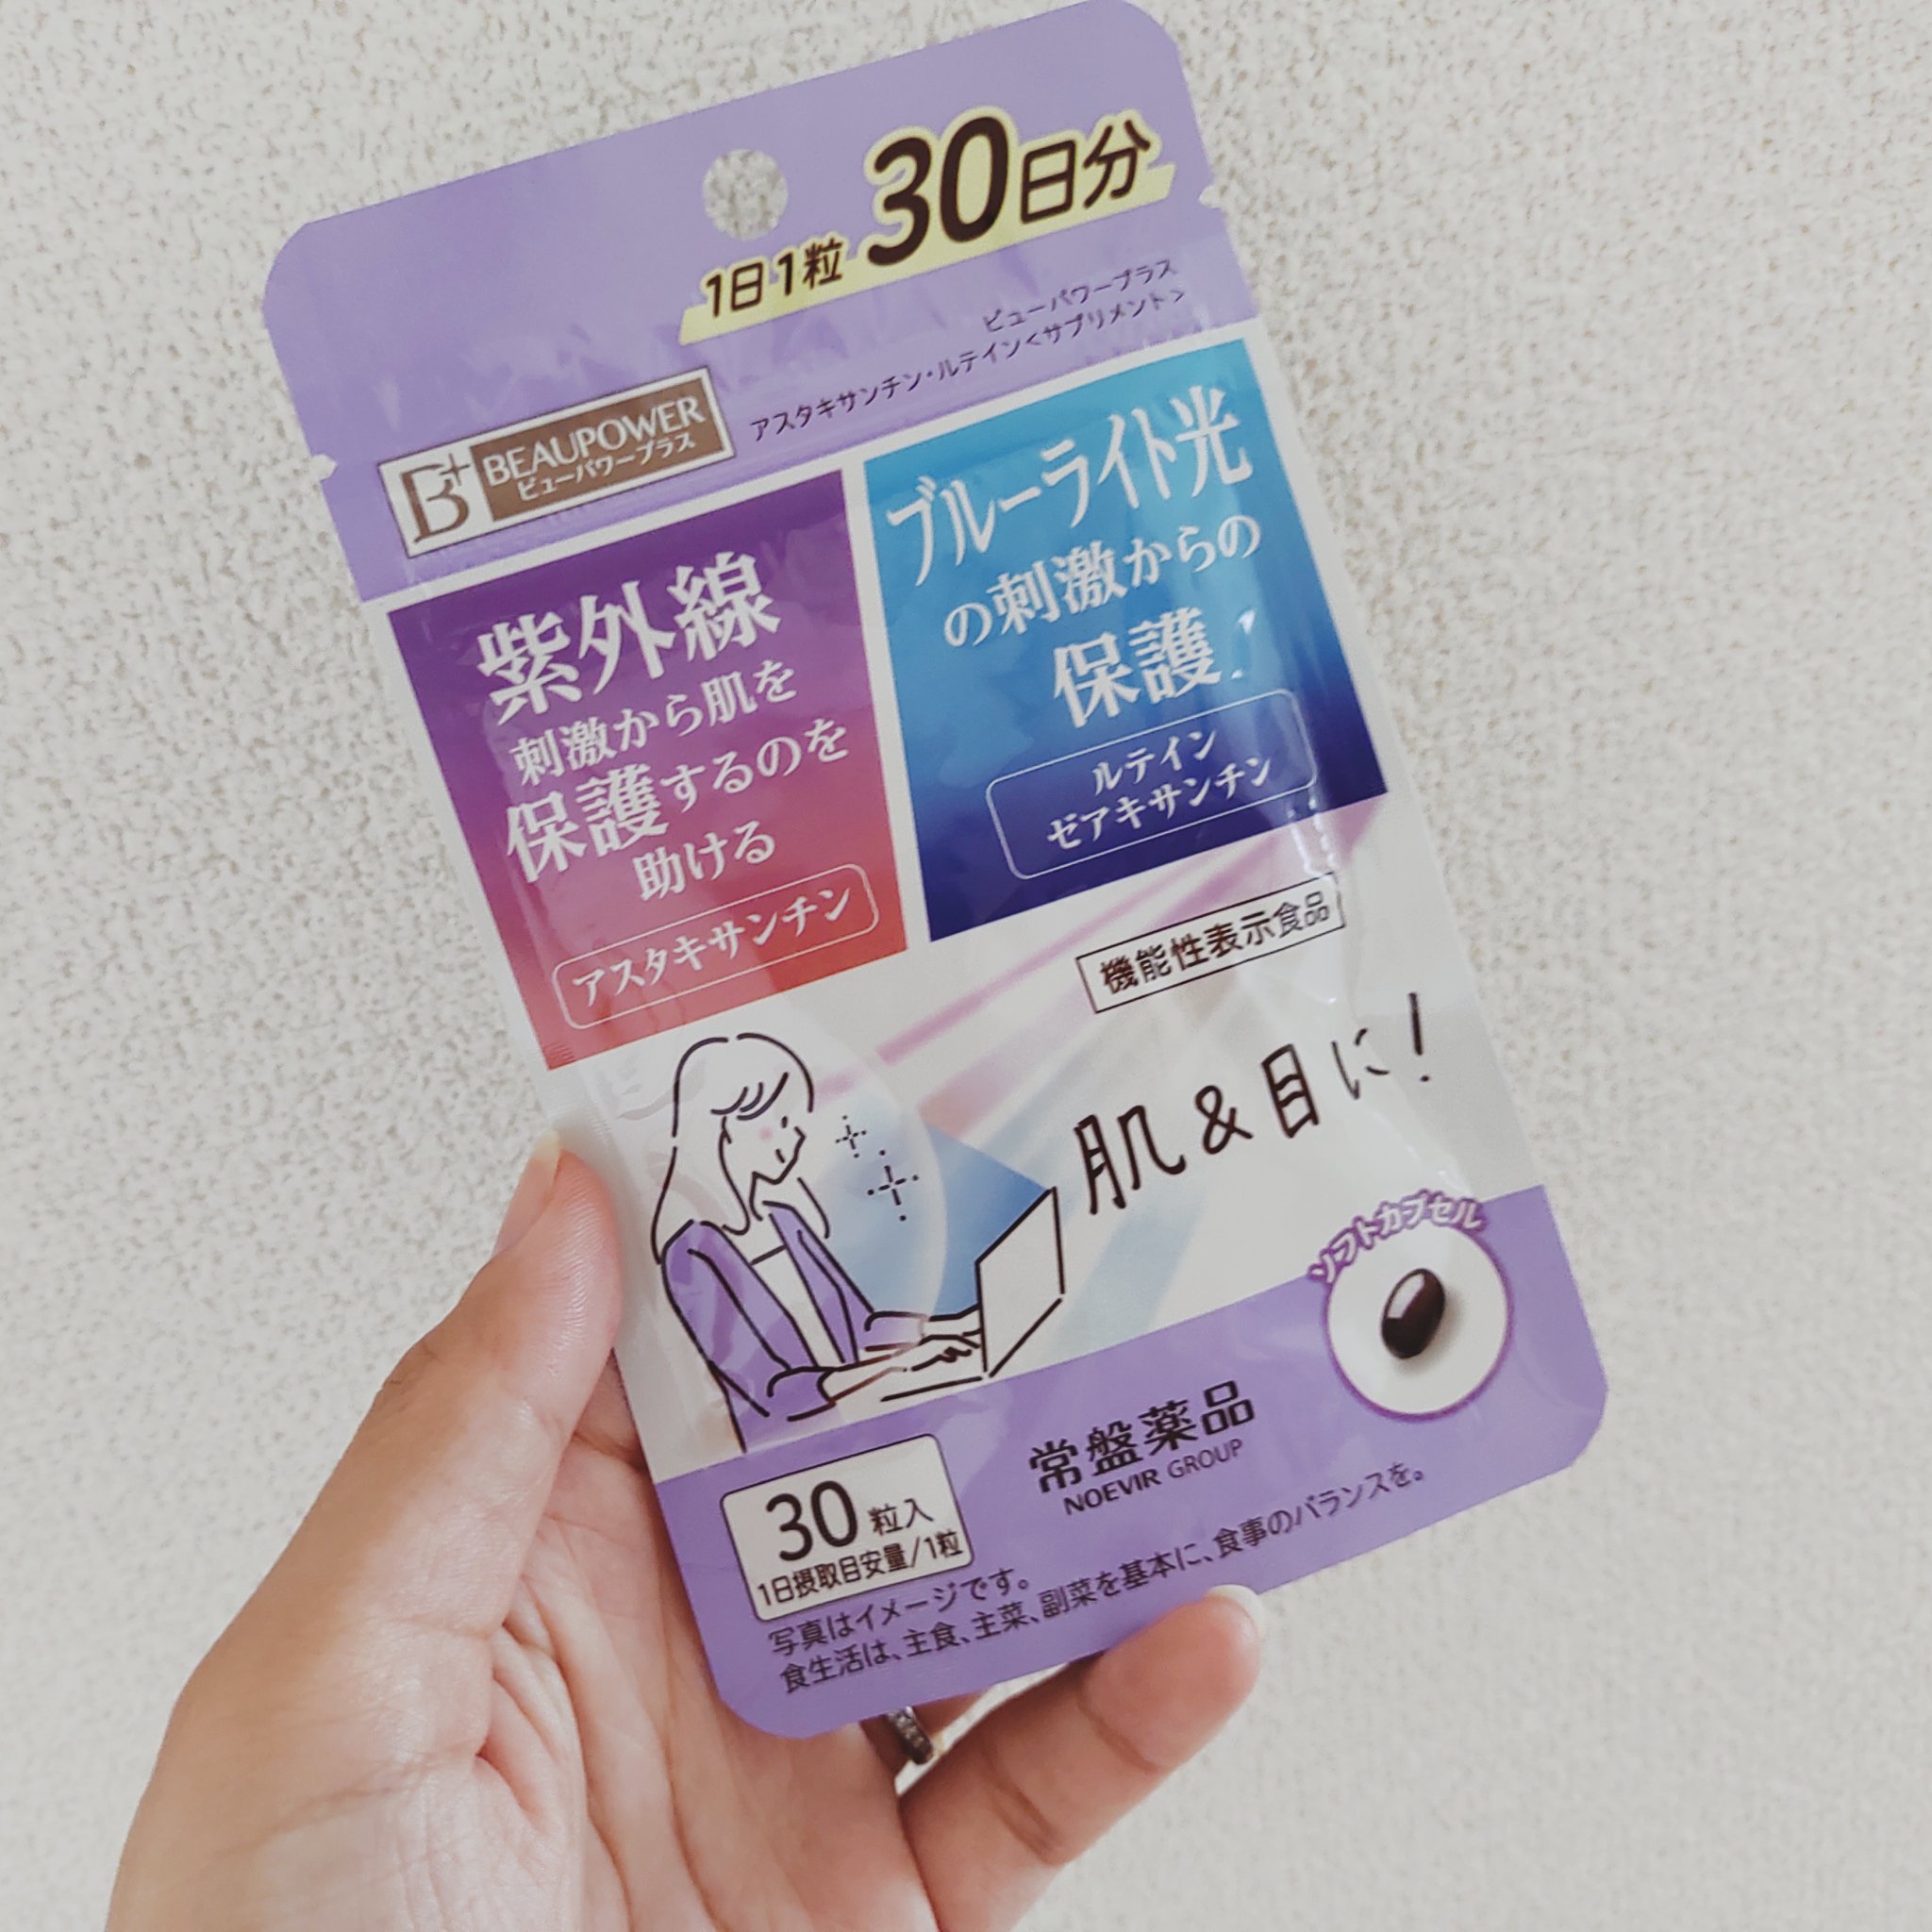 1日1粒 30日分
ビューパワープラス
アスタキサンチン・ルテイン<サプリメント>
B+ BEAUPOWER
ビューパワープラス
紫外線
刺激から肌を
保護するのを
助ける
アスタキサンチン
ブルーライト光
の刺激からの
保護
ルテイン
ゼアキサンチン
機能性表示食品
肌&目に!
ソフトカプセル
常盤薬品
NOEVIR GROUP
30粒入
1日摂取目安量/1粒
写真はイメージです。
食生活は、主食、主菜、副菜を基本に、食事のバランスを。